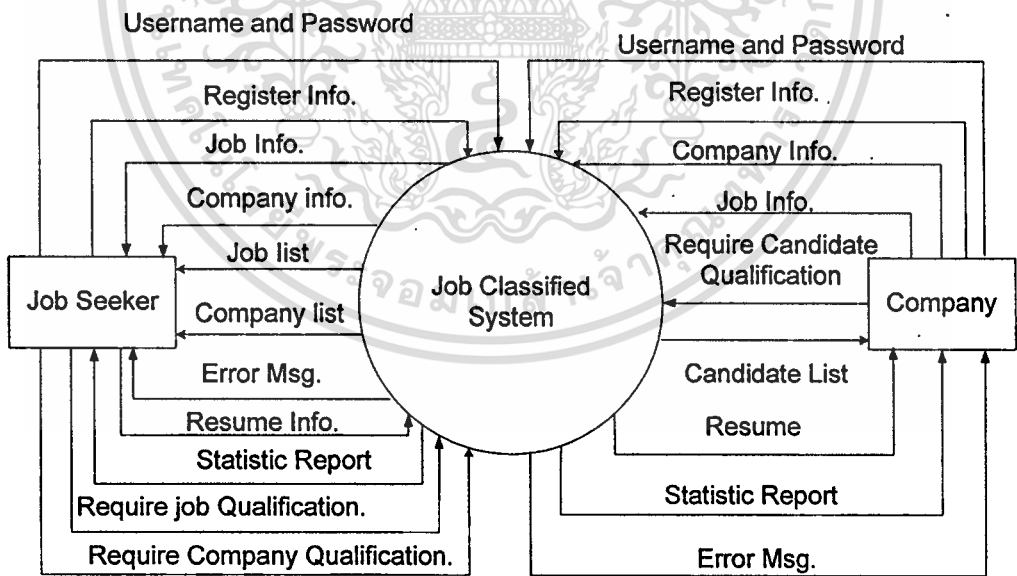 Username and Password
Username and Password
Register Info.
Register Info.
Job Info.
Company Info.
Company info.
Job Info.
Job list
Require Candidate
Qualification
Job Seeker
Job Classified
System
Company
Company list
Error Msg.
Candidate List
Resume Info.
Resume
Statistic Report
Statistic Report
Require job Qualification.
Require Company Qualification.
Error Msg.